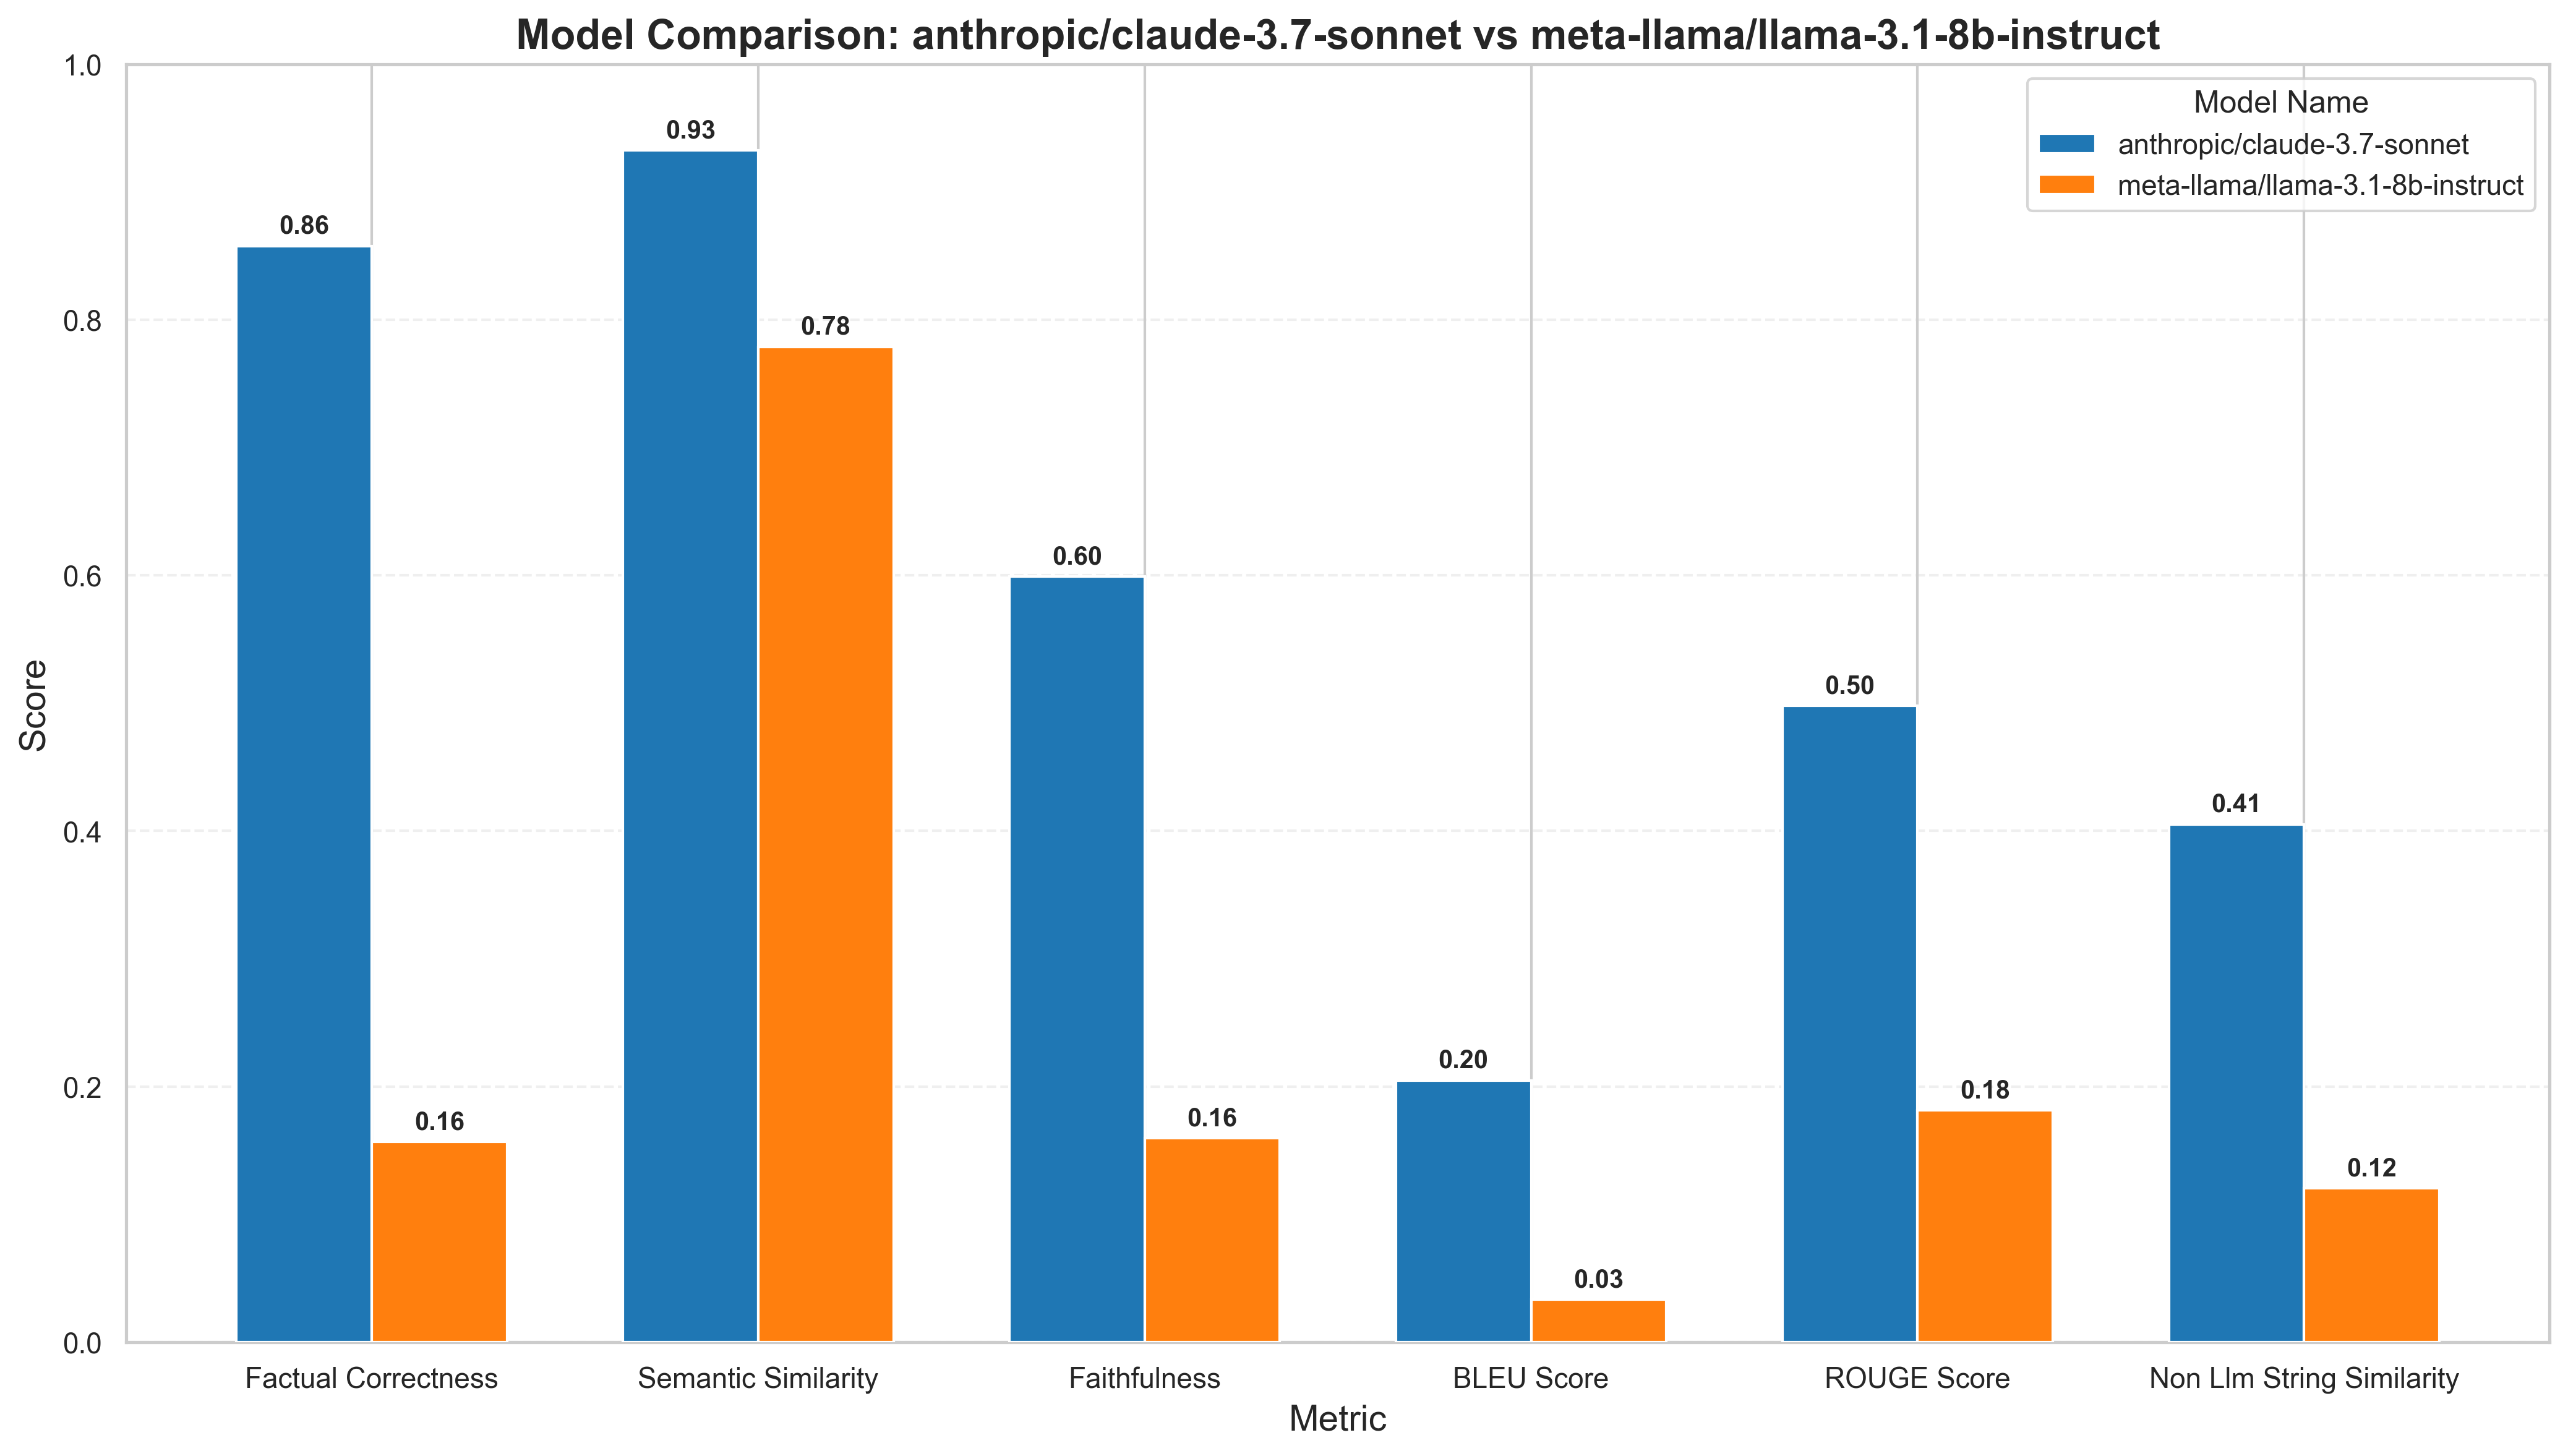 Model Comparison: anthropic/claude-3.7-sonnet vs meta-llama/llama-3.1-8b-instruct
Model Name
anthropic/claude-3.7-sonnet
meta-llama/llama-3.1-8b-instruct
Score
1.0
0.8
0.6
0.4
0.2
0.0
0.86
0.16
0.93
0.78
0.60
0.16
0.20
0.03
0.50
0.18
0.41
0.12
Factual Correctness
Semantic Similarity
Faithfulness
BLEU Score
ROUGE Score
Non Llm String Similarity
Metric